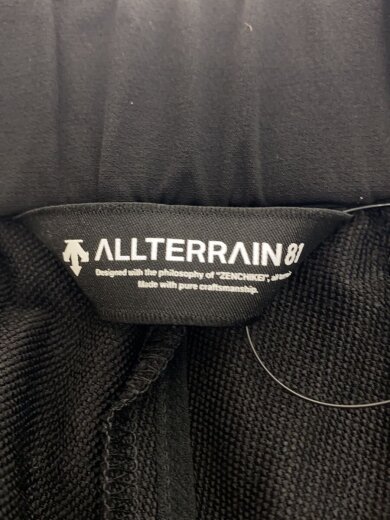 ALLTERRAIN 81
Designed with the philosophy of "ZENCHIKEI",
Made with pure craftsmanship.